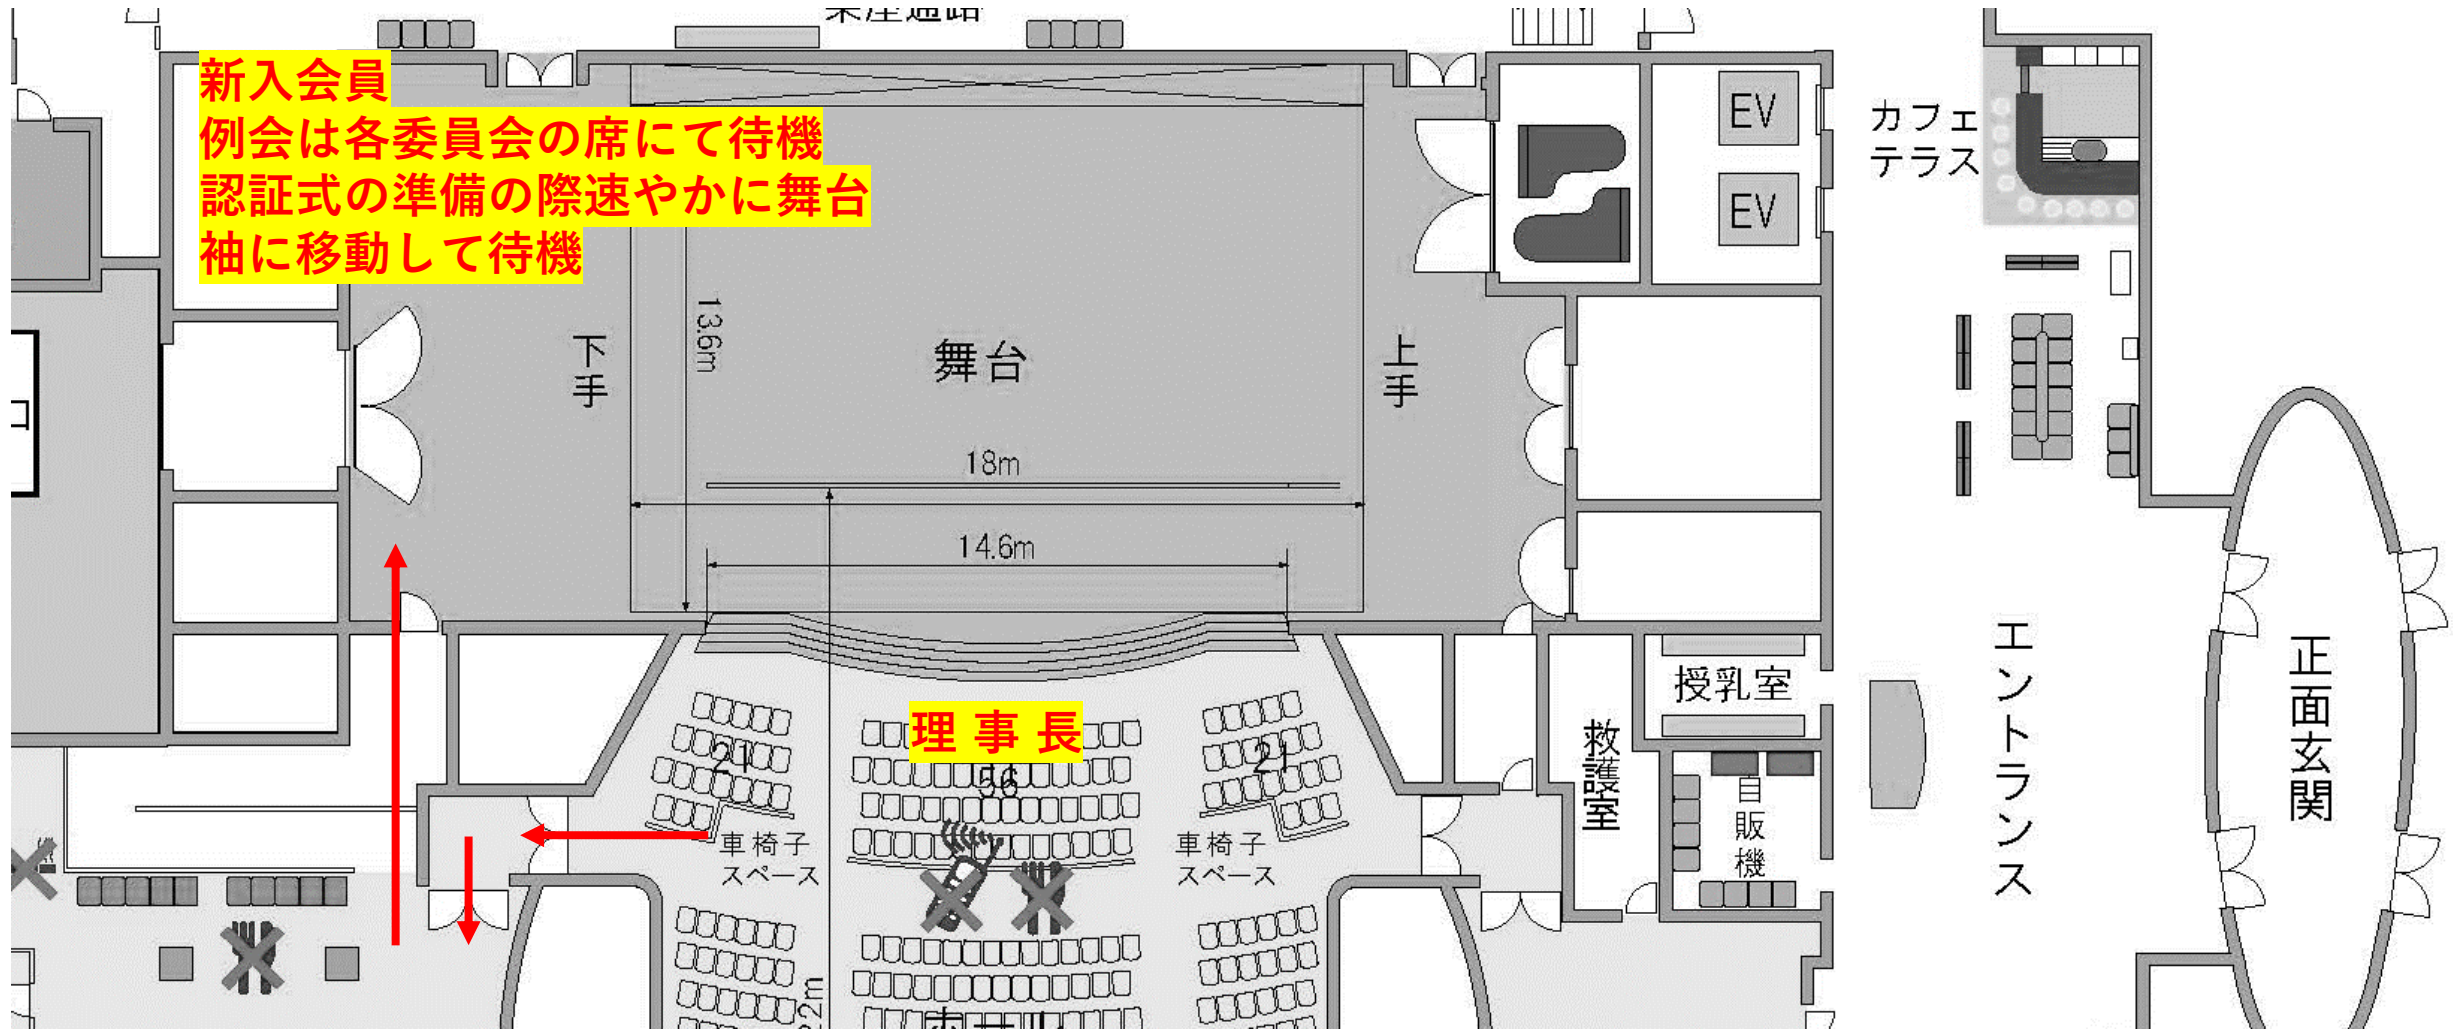 楽屋通路
新入会員
例会は各委員会の席にて待機
認証式の準備の際速やかに舞台
袖に移動して待機
EV
EV
カフェ
テラス
13.6m
下手
舞台
上手
18m
14.6m
エントランス
正面玄関
授乳室
救護室
自販機
理 事 長
21
56
21
車椅子
スペース
車椅子
スペース